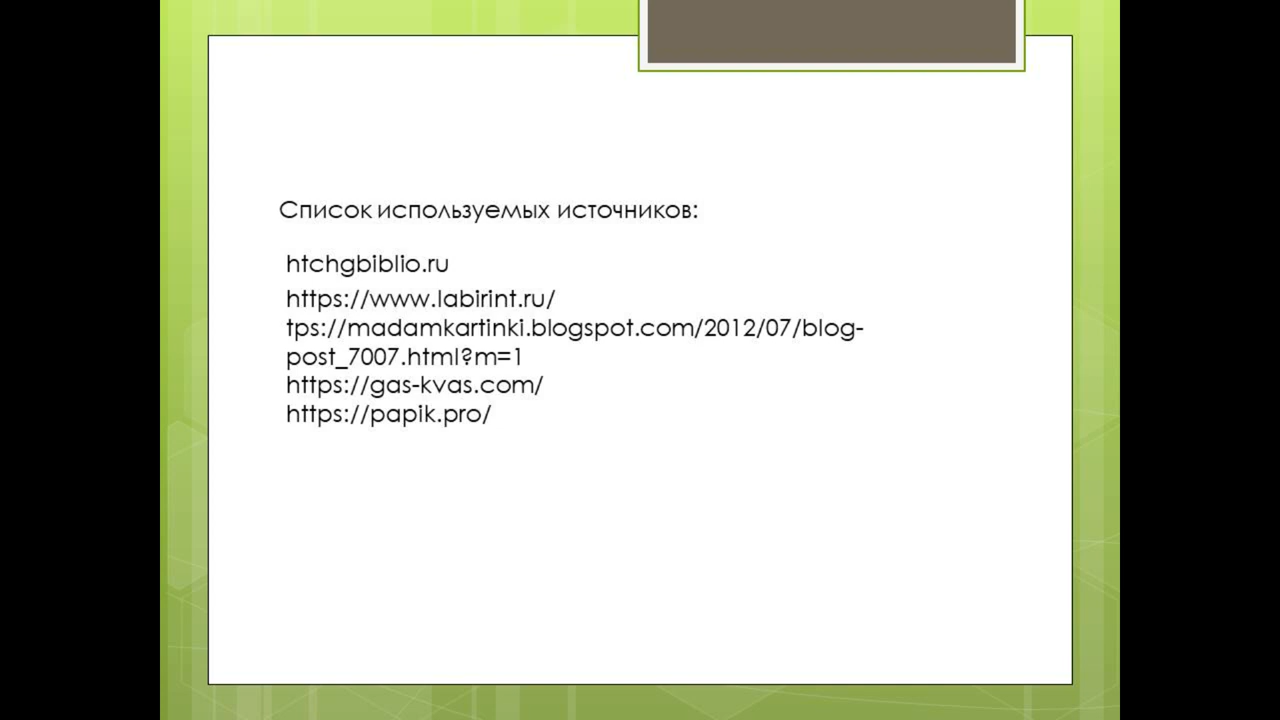 Список используемых источников:
htchgbiblio.ru
https://www.labirint.ru/
tps://madamkartinki.blogspot.com/2012/07/blog-
post_7007.html?m=1
https://gas-kvas.com/
https://papik.pro/